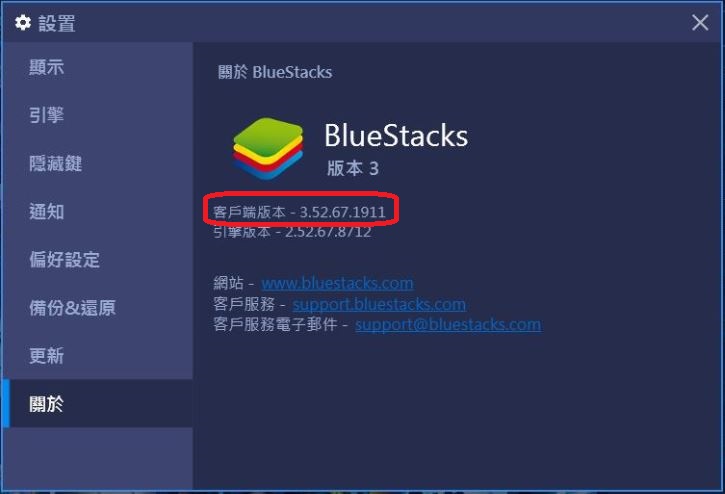 設置
顯示
引擎
隱藏鍵
通知
偏好設定
備份&還原
更新
關於
關於 BlueStacks
BlueStacks
版本 3
客戶端版本 - 3.52.67.1911
引擎版本 - 2.52.67.8712
網站 - www.bluestacks.com
客戶服務 - support.bluestacks.com
客戶服務電子郵件 - support@bluestacks.com